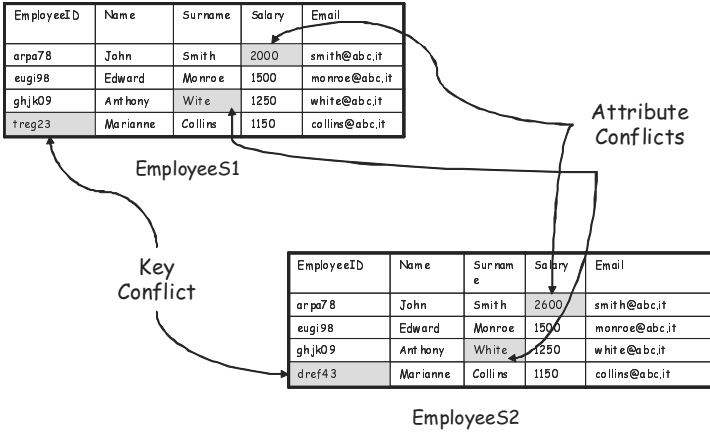 EmployeeID Name Surname Salary Email
arpa78 John Smith 2000 smith@abc.it
eugi98 Edward Monroe 1500 monroe@abc.it
ghjk09 Anthony Wite 1250 white@abc.it
treg23 Marianne Collins 1150 collins@abc.it
EmployeeS1
Attribute
Conflicts
Key
Conflict
EmployeeID Name Surnam Salary Email
e
arpa78 John Smith 2600 smith@abc.it
eugi98 Edward Monroe 1500 monroe@abc.it
ghjk09 Anthony White 1250 white@abc.it
dref43 Marianne Collins 1150 collins@abc.it
EmployeeS2